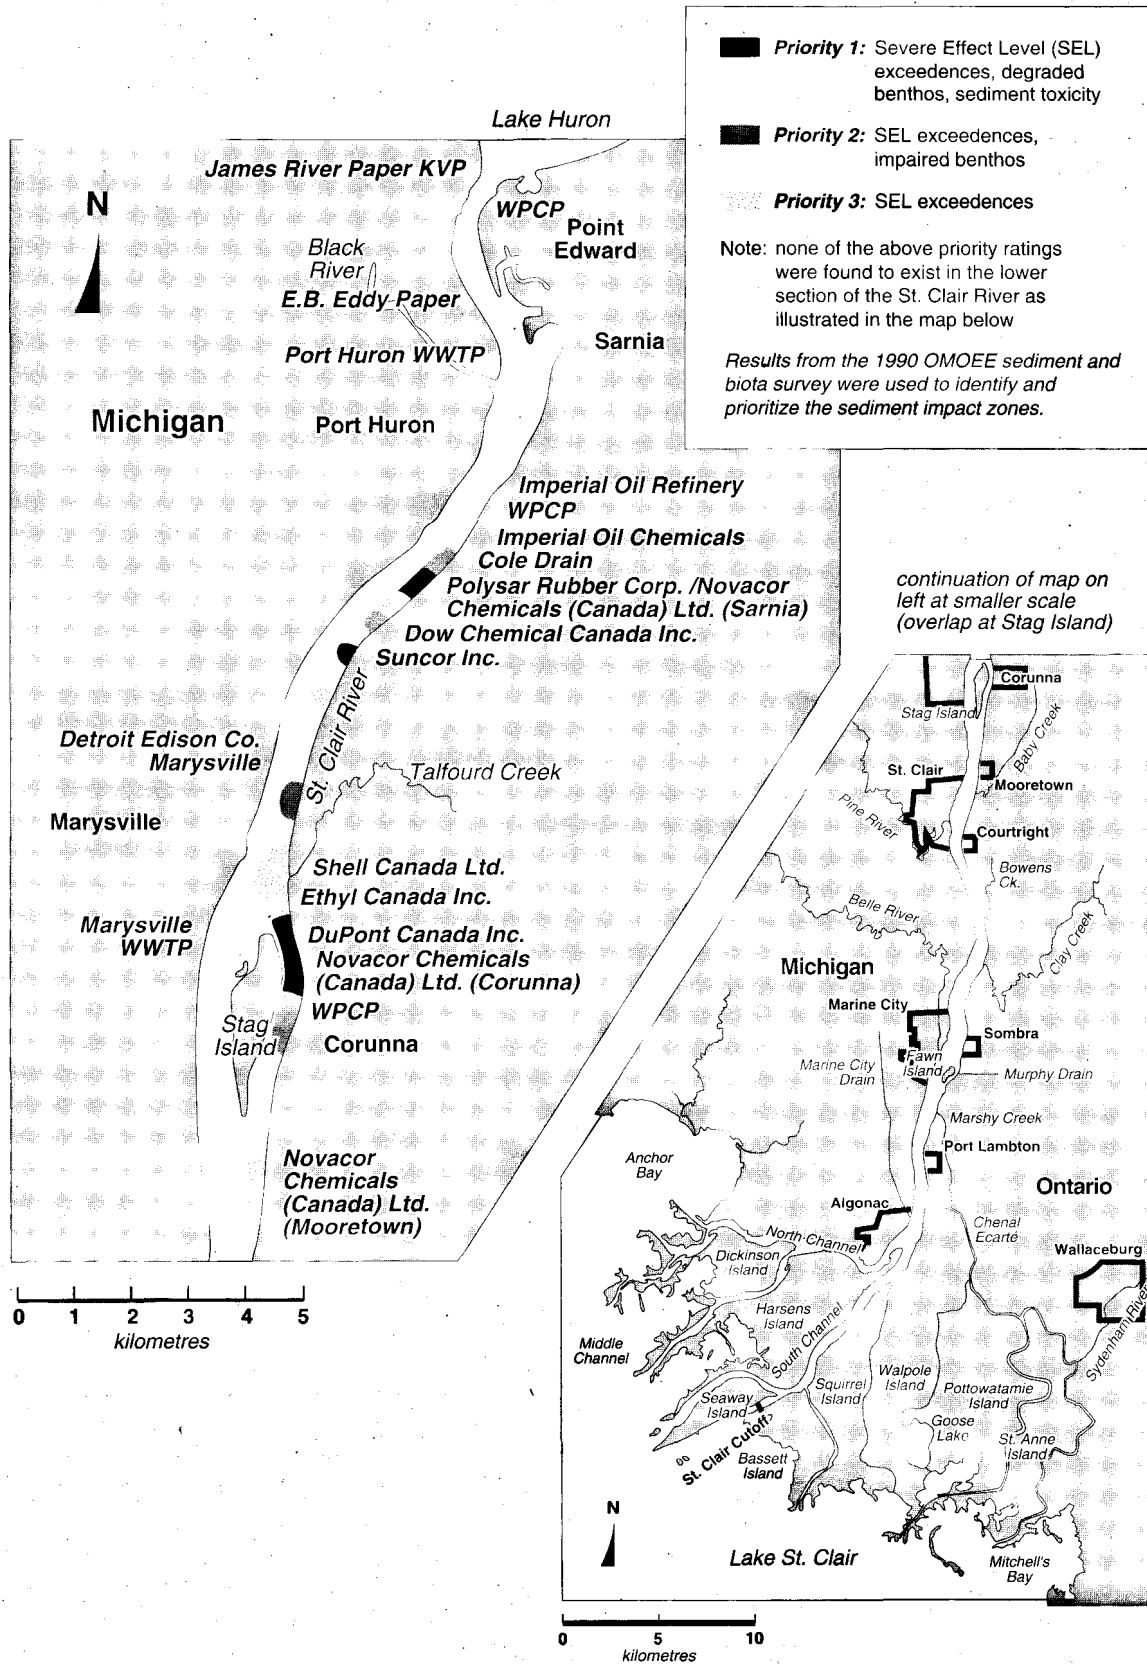 Priority 1: Severe Effect Level (SEL)
exceedences, degraded
benthos, sediment toxicity
Priority 2: SEL exceedences,
impaired benthos
Priority 3: SEL exceedences
Note: none of the above priority ratings
were found to exist in the lower
section of the St. Clair River as
illustrated in the map below
Results from the 1990 OMOEE sediment and
biota survey were used to identify and
prioritize the sediment impact zones.
Lake Huron
James River Paper KVP
N
WPCP
Point
Edward
Black
River
E.B. Eddy Paper
Sarnia
Port Huron WWTP
Michigan
Port Huron
Imperial Oil Refinery
WPCP
Imperial Oil Chemicals
Cole Drain
Polysar Rubber Corp. /Novacor
Chemicals (Canada) Ltd. (Sarnia)
Dow Chemical Canada Inc.
Suncor Inc.
St. Clair River
Detroit Edison Co.
Marysville
Talfourd Creek
Marysville
Shell Canada Ltd.
Ethyl Canada Inc.
Marysville
WWTP
DuPont Canada Inc.
Novacor Chemicals
(Canada) Ltd. (Corunna)
WPCP
Stag
Island
Corunna
Novacor
Chemicals
(Canada) Ltd.
(Mooretown)
0 1 2 3 4 5
kilometres
continuation of map on
left at smaller scale
(overlap at Stag Island)
Corunna
Stag Island
Baby Creek
St. Clair
Mooretown
Pine River
Courtright
Bowens
Ck.
Belle River
Clay Creek
Michigan
Marine City
Sombra
Fawn
Island
Marine City
Drain
Murphy Drain
Marshy Creek
Port Lambton
Anchor
Bay
Ontario
Algonac
Chenal
Ecarté
North Channel
Wallaceburg
Dickinson
Island
Harsens
Island
South Channel
Sydenham River
Middle
Channel
Squirrel
Island
Walpole
Island
Pottowatamie
Island
Seaway
Island
Goose
Lake
St. Anne
Island
St. Clair Cutoff
Bassett
Island
N
Lake St. Clair
Mitchell's
Bay
0 5 10
kilometres